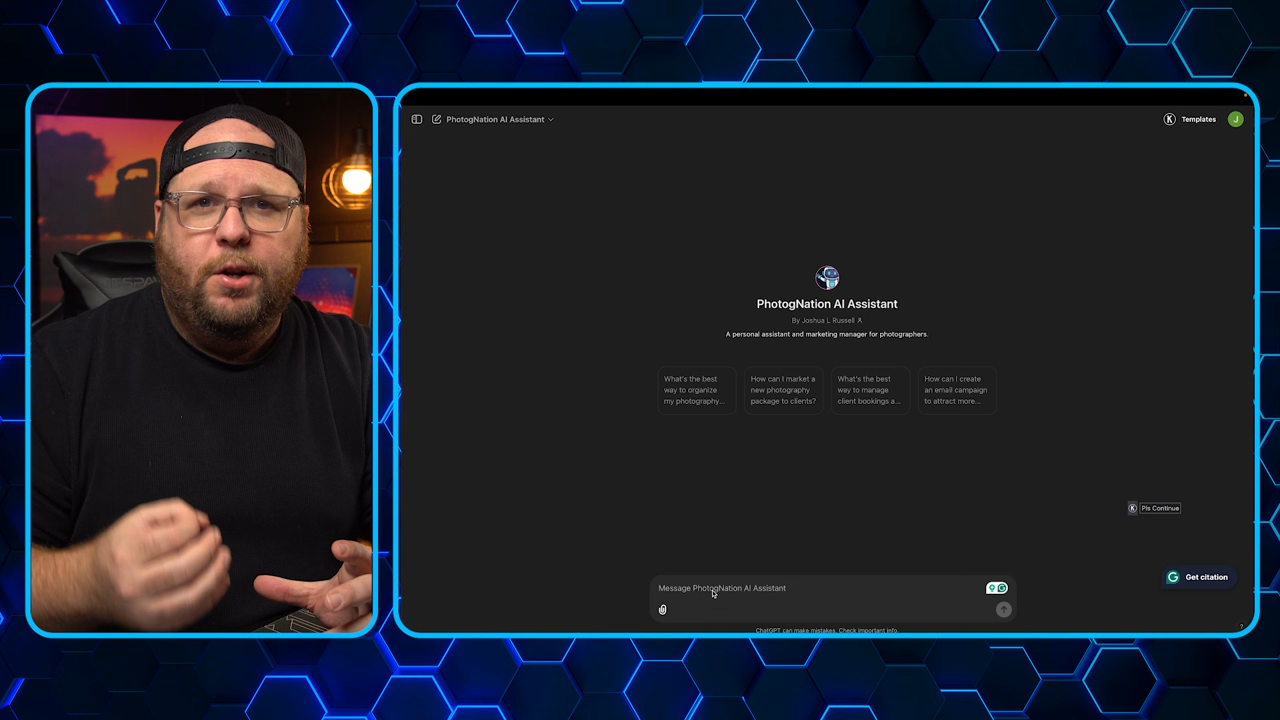 PhotogNation AI Assistant
Templates
J
PhotogNation AI Assistant
By Joshua L Russell
A personal assistant and marketing manager for photographers.
What's the best
way to organize
my photography...
How can I market a
new photography
package to clients?
What's the best
way to manage
client bookings a...
How can I create
an email campaign
to attract more...
K Pls Continue
Get citation
Message PhotogNation AI Assistant
ChatGPT can make mistakes. Check important info.
?